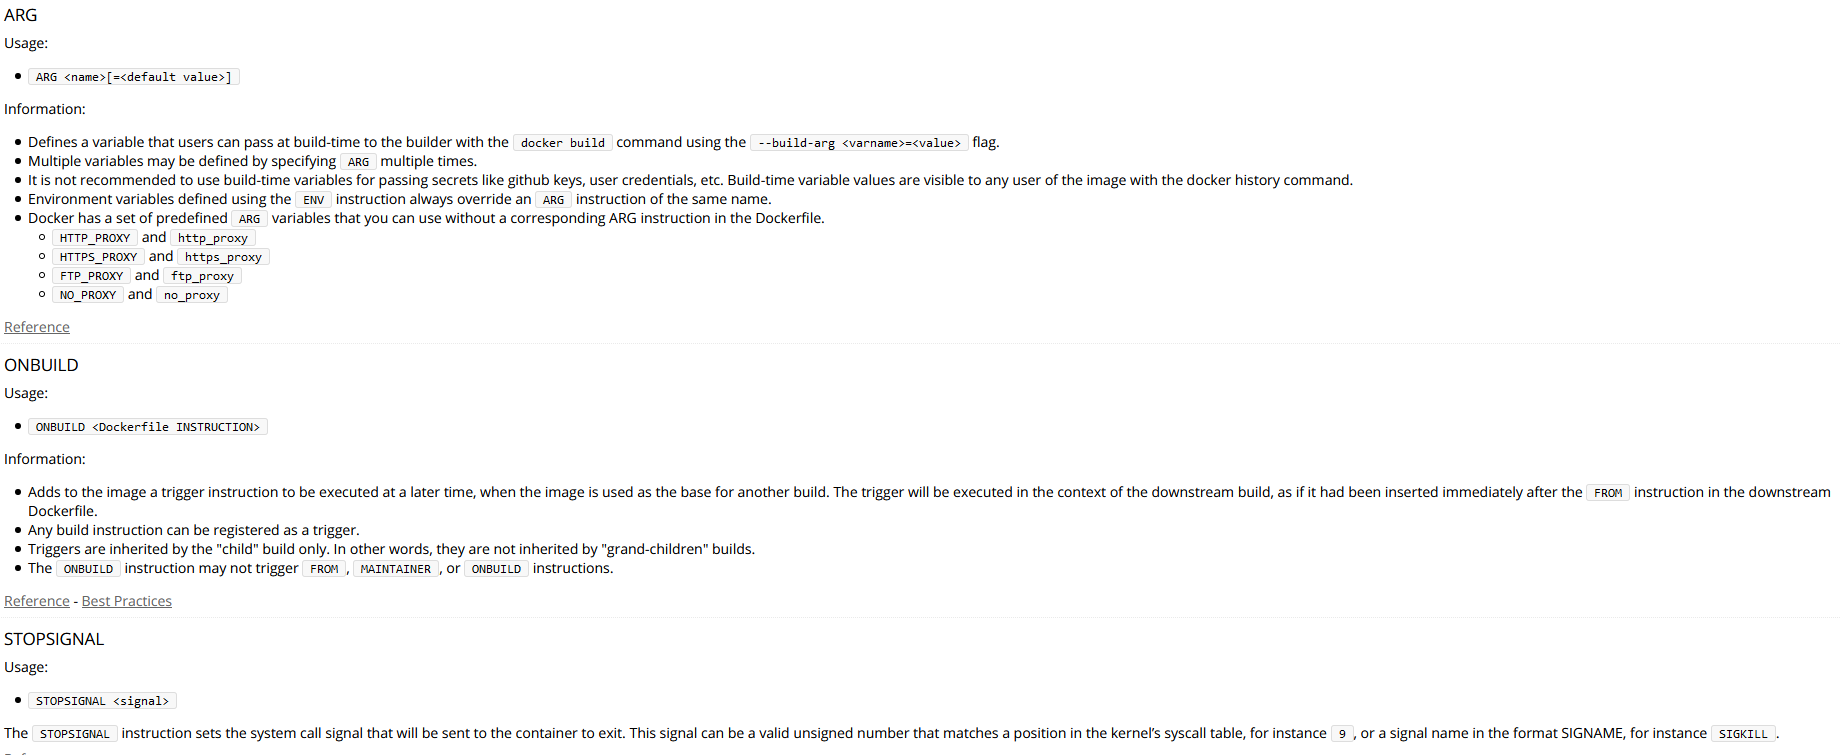 ARG
Usage:
ARG <name>[=<default value>]
Information:
Defines a variable that users can pass at build-time to the builder with the docker build command using the --build-arg <varname>=<value> flag.
Multiple variables may be defined by specifying ARG multiple times.
It is not recommended to use build-time variables for passing secrets like github keys, user credentials, etc. Build-time variable values are visible to any user of the image with the docker history command.
Environment variables defined using the ENV instruction always override an ARG instruction of the same name.
Docker has a set of predefined ARG variables that you can use without a corresponding ARG instruction in the Dockerfile.
HTTP_PROXY and http_proxy
HTTPS_PROXY and https_proxy
FTP_PROXY and ftp_proxy
NO_PROXY and no_proxy
Reference
ONBUILD
Usage:
ONBUILD <Dockerfile INSTRUCTION>
Information:
Adds to the image a trigger instruction to be executed at a later time, when the image is used as the base for another build. The trigger will be executed in the context of the downstream build, as if it had been inserted immediately after the FROM instruction in the downstream
Dockerfile.
Any build instruction can be registered as a trigger.
Triggers are inherited by the "child" build only. In other words, they are not inherited by "grand-children" builds.
The ONBUILD instruction may not trigger FROM, MAINTAINER, or ONBUILD instructions.
Reference - Best Practices
STOPSIGNAL
Usage:
STOPSIGNAL <signal>
The STOPSIGNAL instruction sets the system call signal that will be sent to the container to exit. This signal can be a valid unsigned number that matches a position in the kernel’s syscall table, for instance 9, or a signal name in the format SIGNAME, for instance SIGKILL.